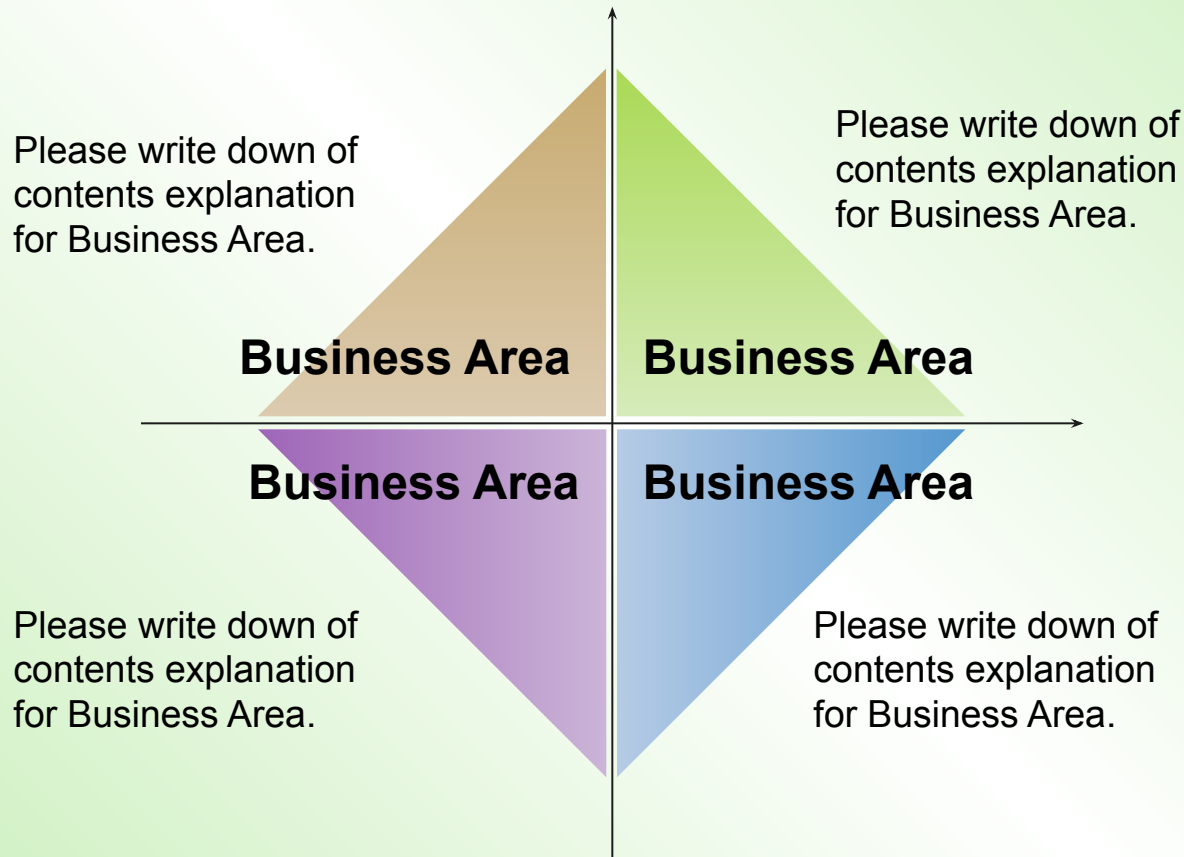 Please write down of
contents explanation
for Business Area.
Please write down of
contents explanation
for Business Area.
Business Area
Business Area
Business Area
Business Area
Please write down of
contents explanation
for Business Area.
Please write down of
contents explanation
for Business Area.